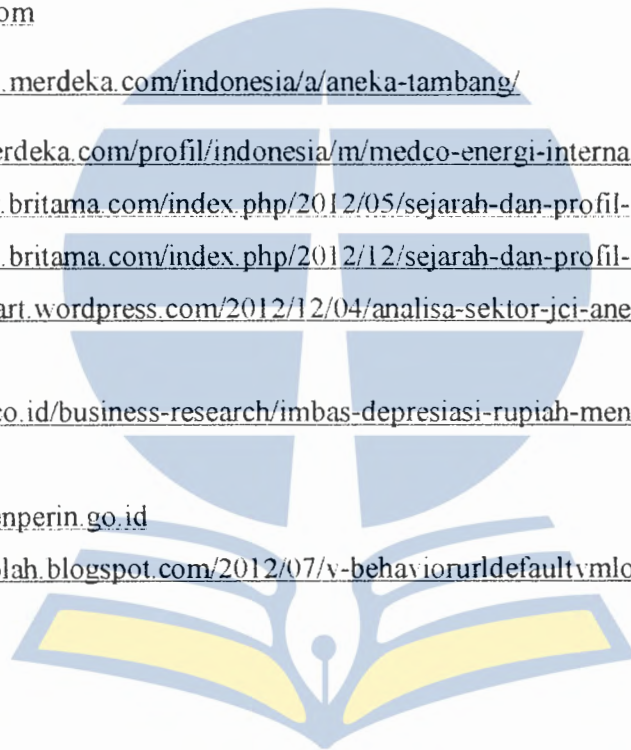 om
.merdeka.com/indonesia/a/aneka-tambang/
erdeka.com/profil/indonesia/m/medco-energi-interna
.britama.com/index.php/2012/05/sejarah-dan-profil-
.britama.com/index.php/2012/12/sejarah-dan-profil-
art.wordpress.com/2012/12/04/analisa-sektor-jci-ane
co.id/business-research/imbas-depresiasi-rupiah-men
enperin.go.id
olah.blogspot.com/2012/07/v-behaviorurldefaultvmlo